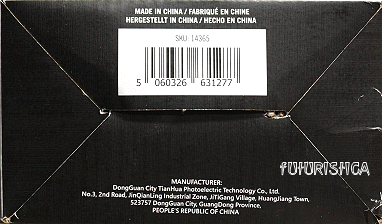 MADE IN CHINA / FABRIQUÉ EN CHINE
HERGESTELLT IN CHINA / HECHO EN CHINA
SKU: 14365
5 060326 631277
FUFURISHGA
MANUFACTURER:
DongGuan City TianHua Photoelectric Technology Co., Ltd.
No.3, 2nd Road, JinQianLing Industrial Zone, JiTiGang Village, HuangJiang Town,
523757 DongGuan City, GuangDong Province,
PEOPLE'S REPUBLIC OF CHINA